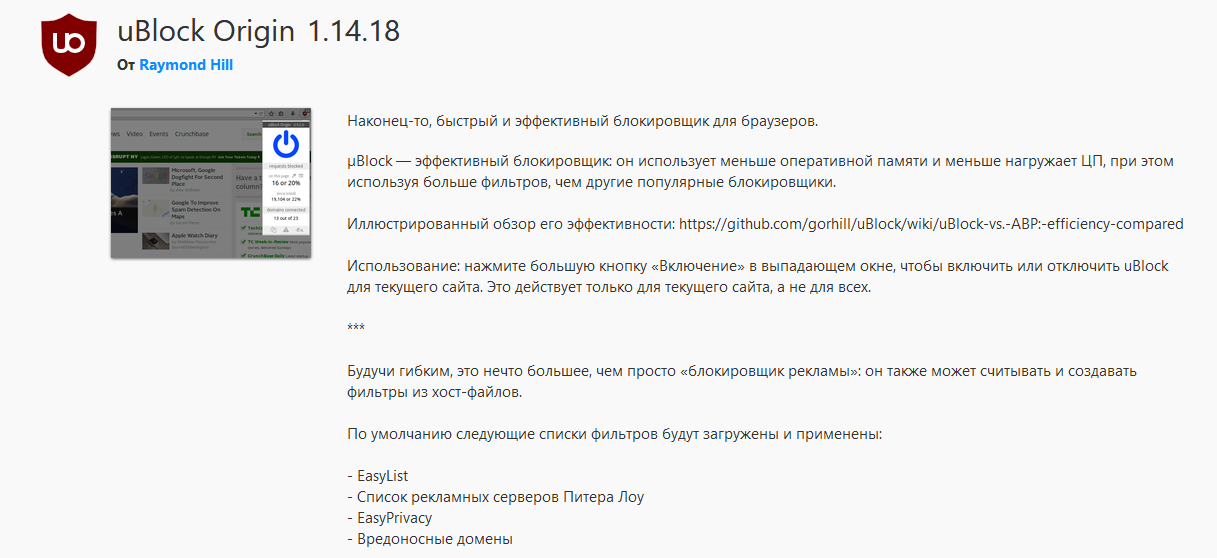 uBlock Origin 1.14.18
От Raymond Hill
uBlock Origin
ws Video Events Crunchbase
Microsoft, Google
Dogfight For Second
Place
Google To Improve
Spam Detection On
Maps
Apple Watch Diary
requests blocked
on this page
16 or 20%
since install
19,104 or 22%
domains connected
13 out of 23
Наконец-то, быстрый и эффективный блокировщик для браузеров.
µBlock — эффективный блокировщик: он использует меньше оперативной памяти и меньше нагружает ЦП, при этом
используя больше фильтров, чем другие популярные блокировщики.
Иллюстрированный обзор его эффективности: https://github.com/gorhill/uBlock/wiki/uBlock-vs.-ABP:-efficiency-compared
Использование: нажмите большую кнопку «Включение» в выпадающем окне, чтобы включить или отключить uBlock
для текущего сайта. Это действует только для текущего сайта, а не для всех.
***
Будучи гибким, это нечто большее, чем просто «блокировщик рекламы»: он также может считывать и создавать
фильтры из хост-файлов.
По умолчанию следующие списки фильтров будут загружены и применены:
- EasyList
- Список рекламных серверов Питера Лоу
- EasyPrivacy
- Вредоносные домены